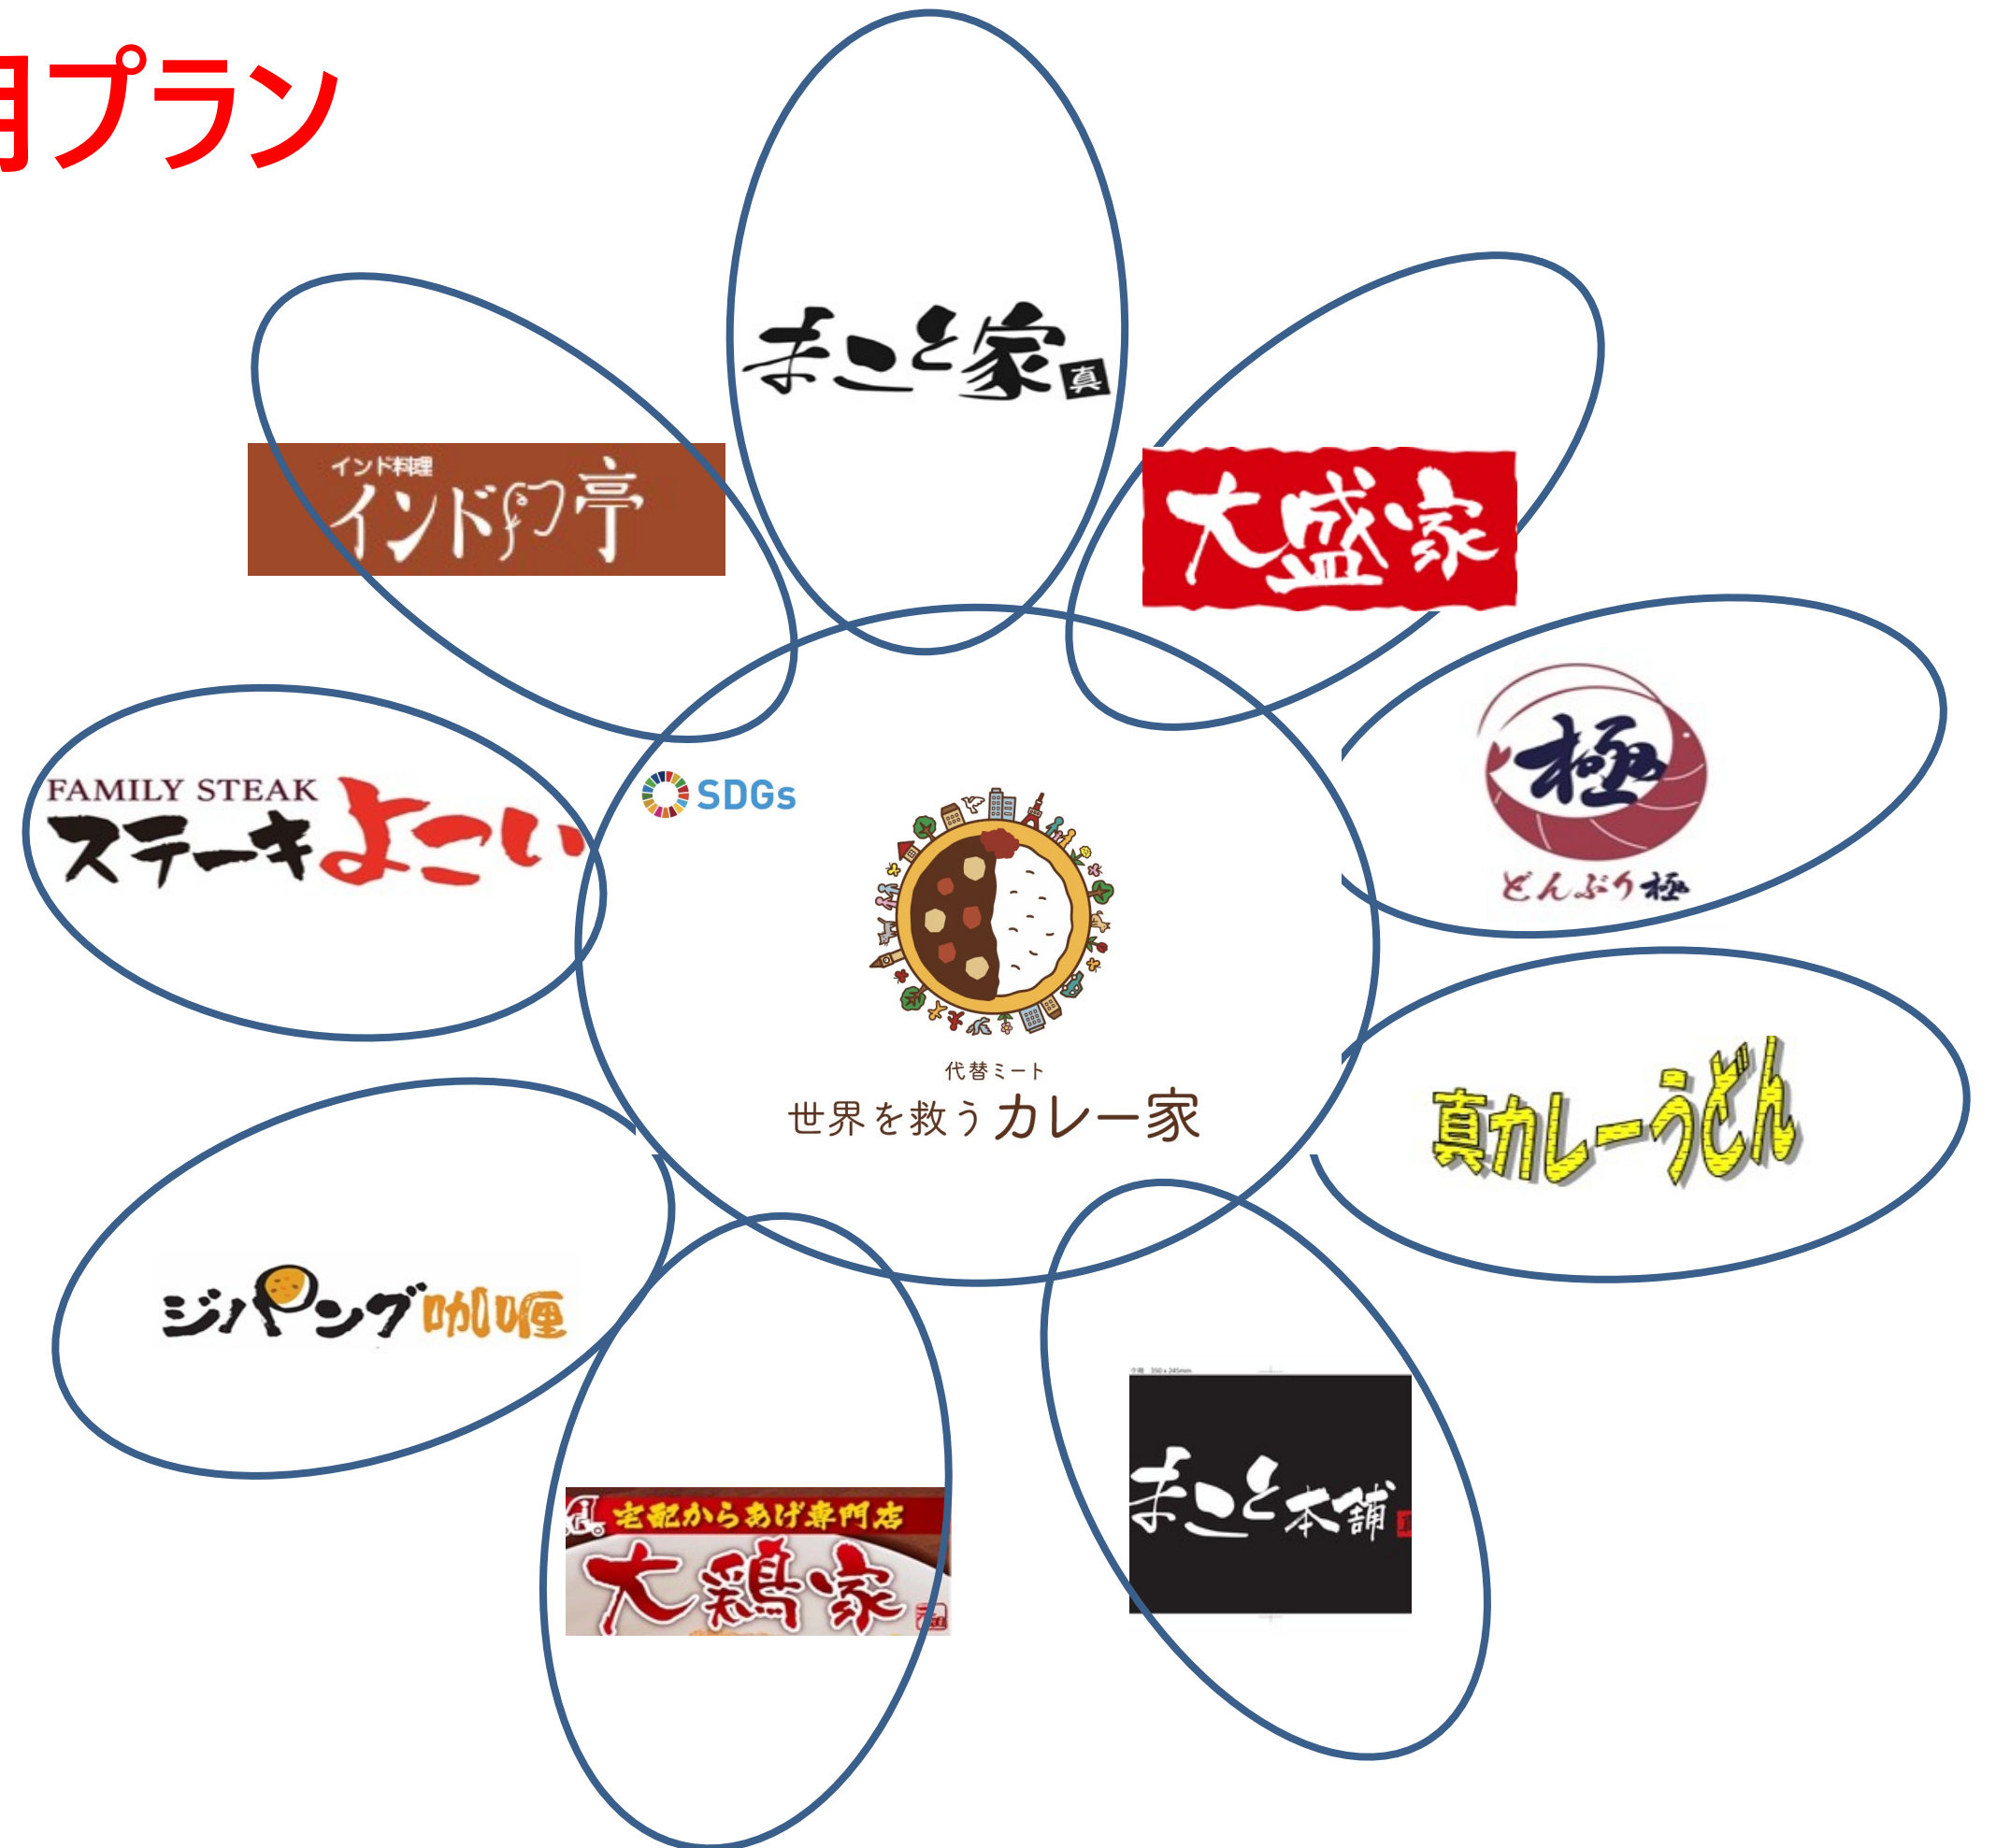 プラン
まこと家 真
インド料理
インド 亭
大盛家
FAMILY STEAK
ステーキよこい
SDGs
極
どんぶり極
代替ミート
世界を救うカレー家
真カレーうどん
ジパング咖喱
宅配からあげ専門店
大鶏家
350 x 245mm
まこと本舗